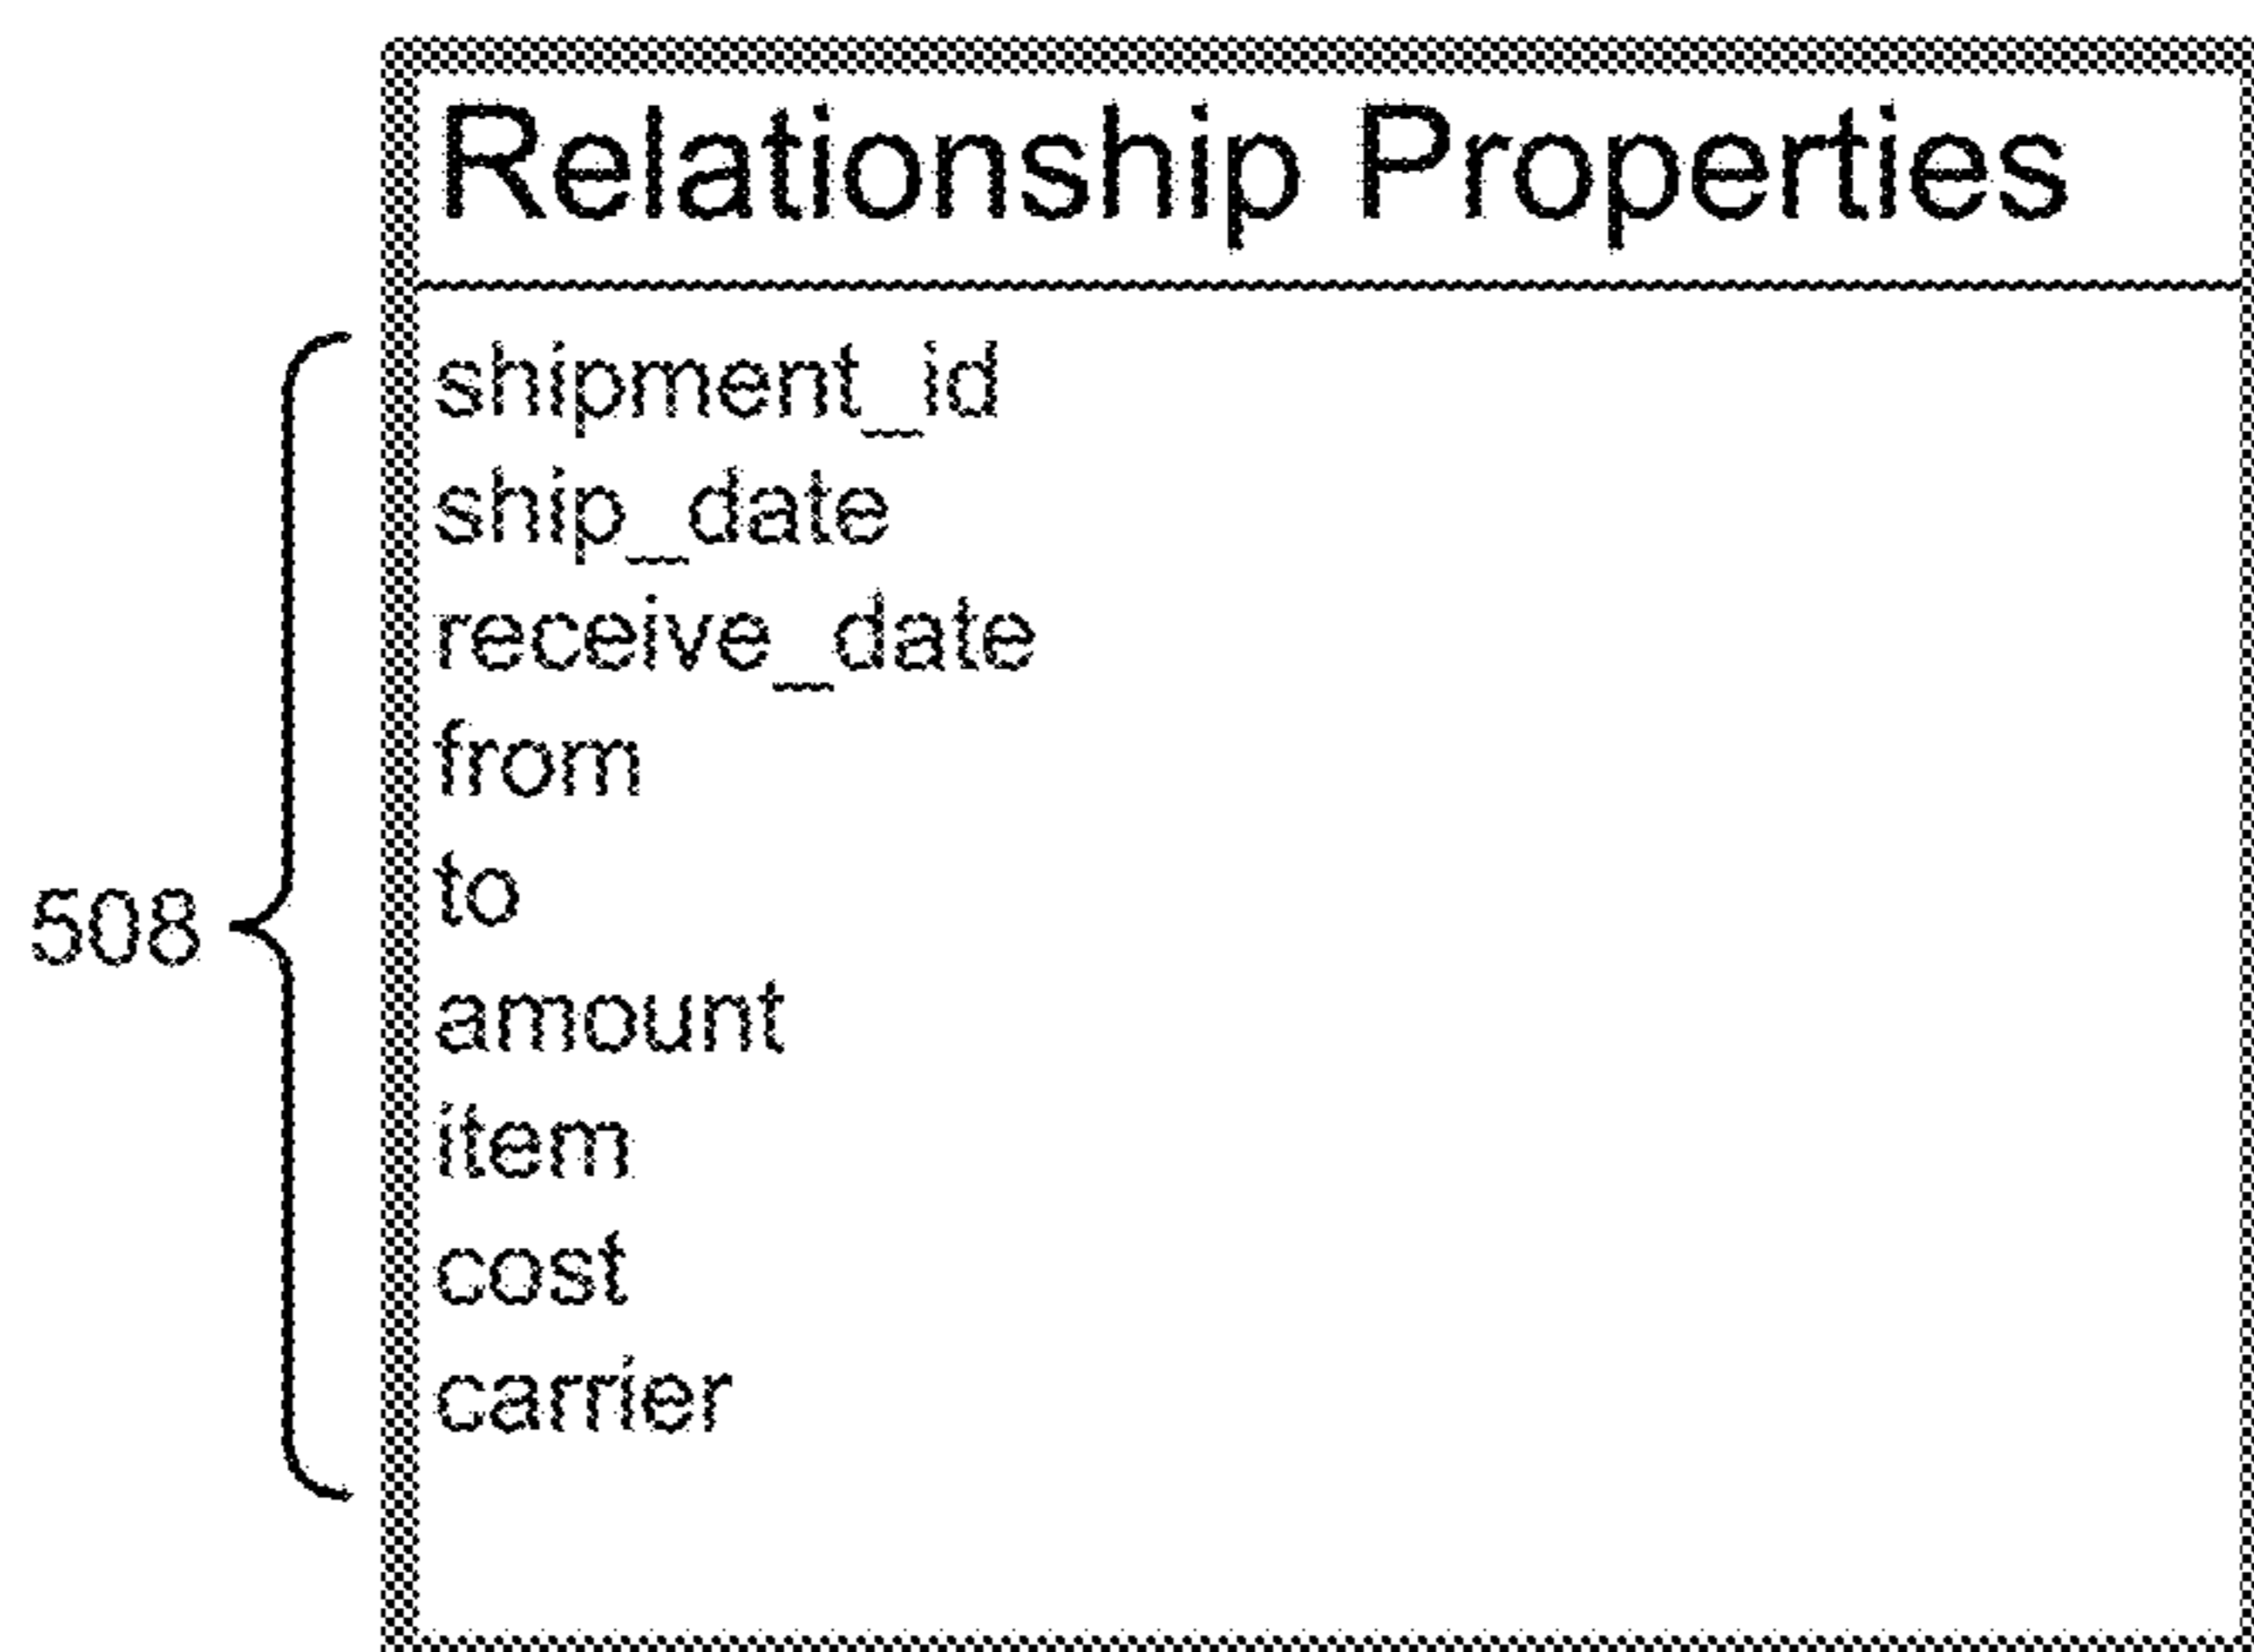 Relationship Properties
shipment_id
ship_date
receive_date
from
to
508
amount
item
cost
carrier